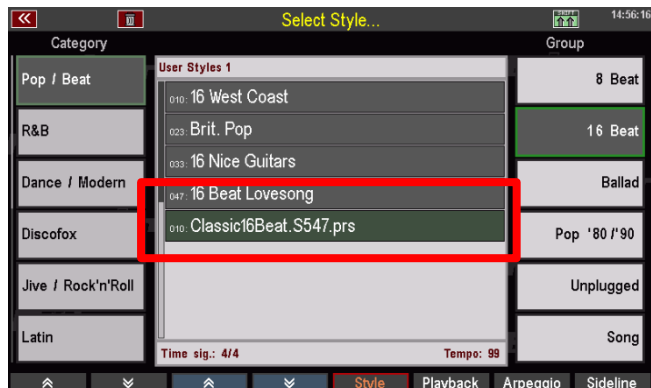 Select Style...
SHIFT
14:56:16
Category
Group
Pop / Beat
R&B
Dance / Modern
Discofox
Jive / Rock'n'Roll
Latin
User Styles 1
010: 16 West Coast
023: Brit. Pop
033: 16 Nice Guitars
047: 16 Beat Lovesong
010: Classic16Beat.S547.prs
Time sig.: 4/4 Tempo: 99
8 Beat
16 Beat
Ballad
Pop '80 /'90
Unplugged
Song
Style Playback Arpeggio Sideline